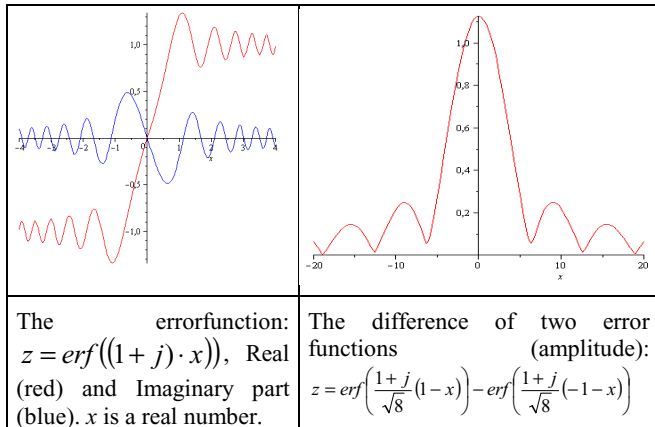 1,0
0,5
-4 -3 -2 -1 0 1 2 3 4
x
-0,5
-1,0
1,0
0,8
0,6
0,4
0,2
-20 -10 0 10 20
x
The errorfunction:
z = erf((1 + j) · x)), Real
(red) and Imaginary part
(blue). x is a real number.
The difference of two error
functions (amplitude):
z = erf((1+j)/√8 (1−x)) − erf((1+j)/√8 (−1−x))